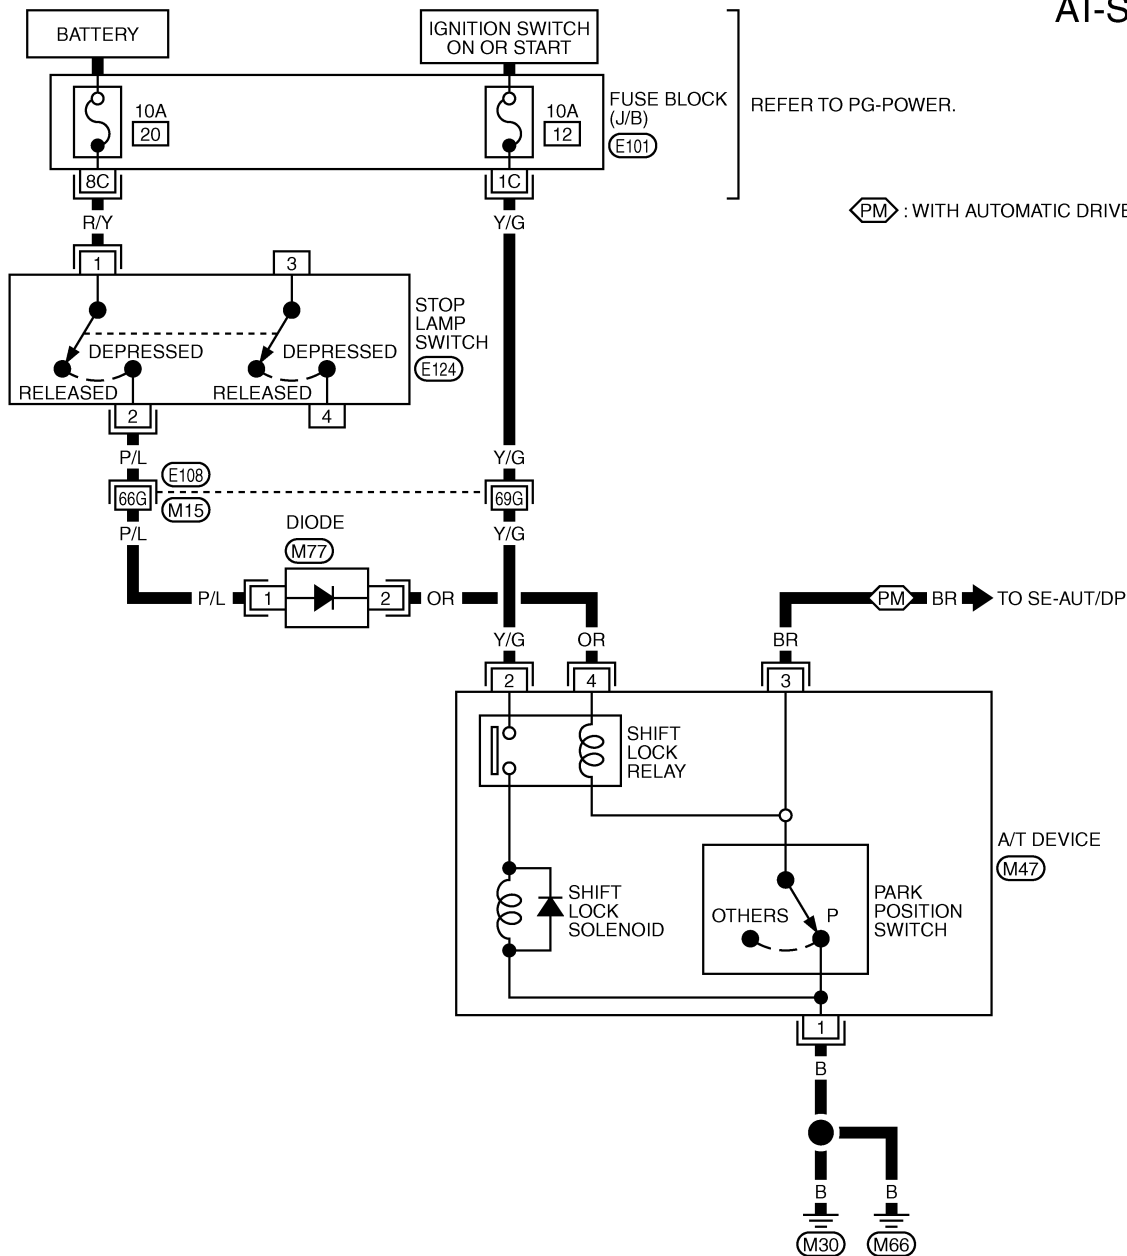 AT-S
BATTERY
IGNITION SWITCH
ON OR START
10A
20
10A
12
FUSE BLOCK
(J/B)
E101
REFER TO PG-POWER.
8C
1C
R/Y
Y/G
PM : WITH AUTOMATIC DRIVE
1
3
STOP
LAMP
SWITCH
E124
DEPRESSED
DEPRESSED
RELEASED
RELEASED
2
4
P/L
Y/G
E108
66G
69G
M15
P/L
Y/G
DIODE
M77
P/L
1
2
OR
PM
BR
TO SE-AUT/DP
Y/G
OR
BR
2
4
3
SHIFT
LOCK
RELAY
A/T DEVICE
M47
SHIFT
LOCK
SOLENOID
OTHERS
P
PARK
POSITION
SWITCH
1
B
B
B
M30
M66